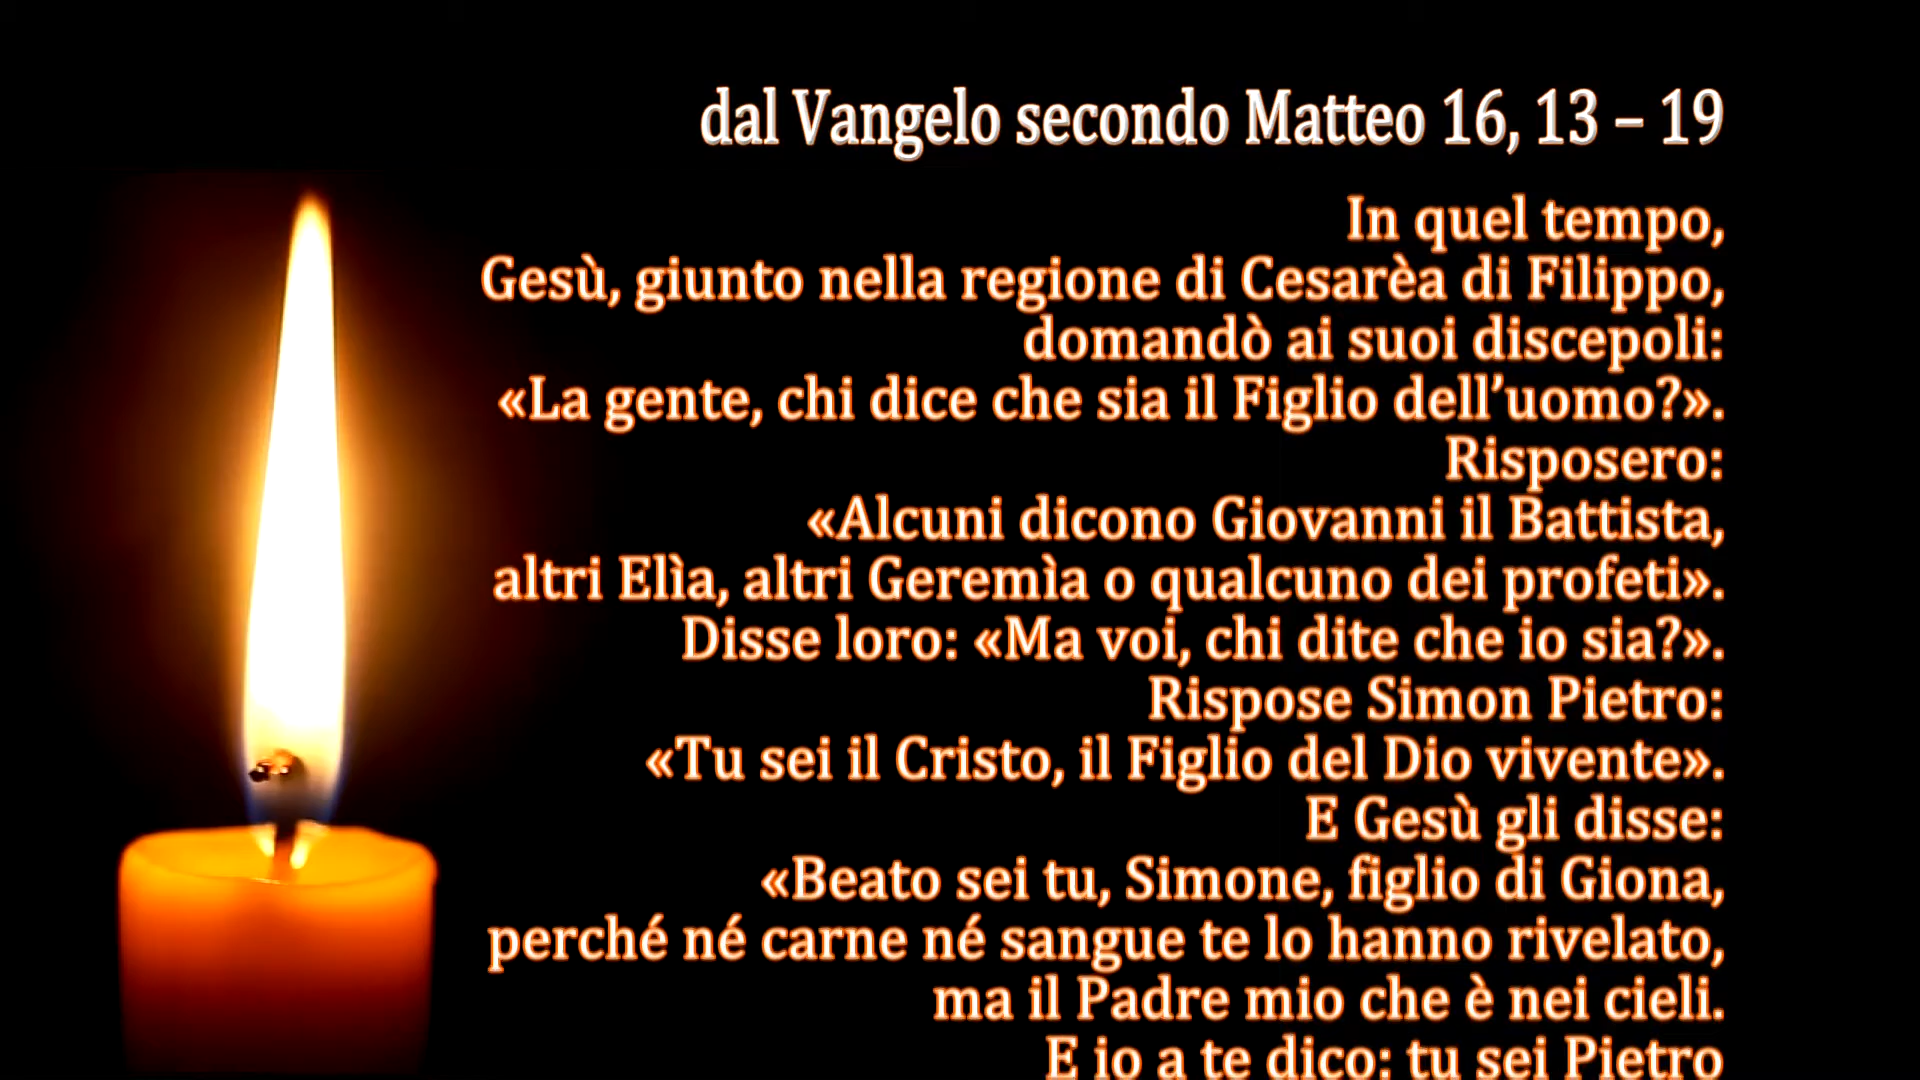 dal Vangelo secondo Matteo 16, 13 – 19
In quel tempo,
Gesù, giunto nella regione di Cesarèa di Filippo,
domandò ai suoi discepoli:
«La gente, chi dice che sia il Figlio dell’uomo?».
Risposero:
«Alcuni dicono Giovanni il Battista,
altri Elìa, altri Geremìa o qualcuno dei profeti».
Disse loro: «Ma voi, chi dite che io sia?».
Rispose Simon Pietro:
«Tu sei il Cristo, il Figlio del Dio vivente».
E Gesù gli disse:
«Beato sei tu, Simone, figlio di Giona,
perché né carne né sangue te lo hanno rivelato,
ma il Padre mio che è nei cieli.
E io a te dico: tu sei Pietro